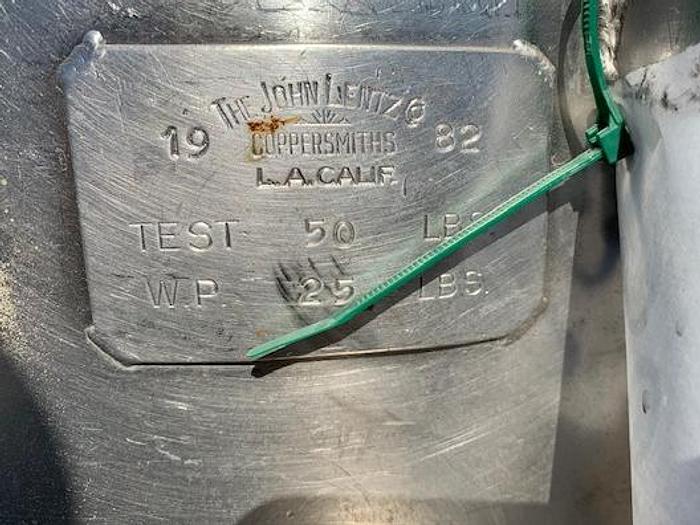 THE JOHN LENTZ Co
19 COPPERSMITHS 82
L.A. CALIF.
TEST 50 LBS.
W.P. 25 LBS.